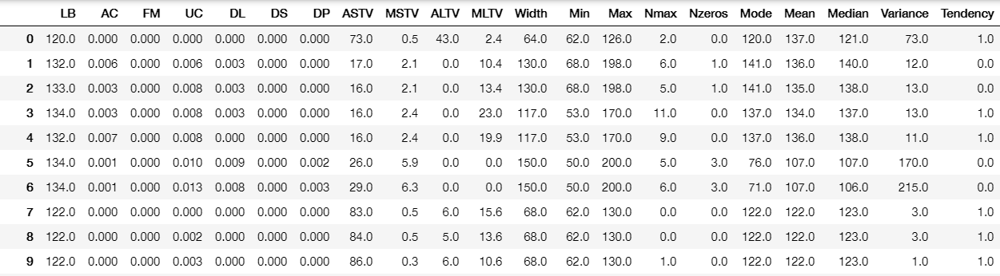 LB AC FM UC DL DS DP ASTV MSTV ALTV MLTV Width Min Max Nmax Nzeros Mode Mean Median Variance Tendency
0 120.0 0.000 0.000 0.000 0.000 0.000 0.000 73.0 0.5 43.0 2.4 64.0 62.0 126.0 2.0 0.0 120.0 137.0 121.0 73.0 1.0
1 132.0 0.006 0.000 0.006 0.003 0.000 0.000 17.0 2.1 0.0 10.4 130.0 68.0 198.0 6.0 1.0 141.0 136.0 140.0 12.0 0.0
2 133.0 0.003 0.000 0.008 0.003 0.000 0.000 16.0 2.1 0.0 13.4 130.0 68.0 198.0 5.0 1.0 141.0 135.0 138.0 13.0 0.0
3 134.0 0.003 0.000 0.008 0.003 0.000 0.000 16.0 2.4 0.0 23.0 117.0 53.0 170.0 11.0 0.0 137.0 134.0 137.0 13.0 1.0
4 132.0 0.007 0.000 0.008 0.000 0.000 0.000 16.0 2.4 0.0 19.9 117.0 53.0 170.0 9.0 0.0 137.0 136.0 138.0 11.0 1.0
5 134.0 0.001 0.000 0.010 0.009 0.000 0.002 26.0 5.9 0.0 0.0 150.0 50.0 200.0 5.0 3.0 76.0 107.0 107.0 170.0 0.0
6 134.0 0.001 0.000 0.013 0.008 0.000 0.003 29.0 6.3 0.0 0.0 150.0 50.0 200.0 6.0 3.0 71.0 107.0 106.0 215.0 0.0
7 122.0 0.000 0.000 0.000 0.000 0.000 0.000 83.0 0.5 6.0 15.6 68.0 62.0 130.0 0.0 0.0 122.0 122.0 123.0 3.0 1.0
8 122.0 0.000 0.000 0.002 0.000 0.000 0.000 84.0 0.5 5.0 13.6 68.0 62.0 130.0 0.0 0.0 122.0 122.0 123.0 3.0 1.0
9 122.0 0.000 0.000 0.003 0.000 0.000 0.000 86.0 0.3 6.0 10.6 68.0 62.0 130.0 1.0 0.0 122.0 122.0 123.0 1.0 1.0